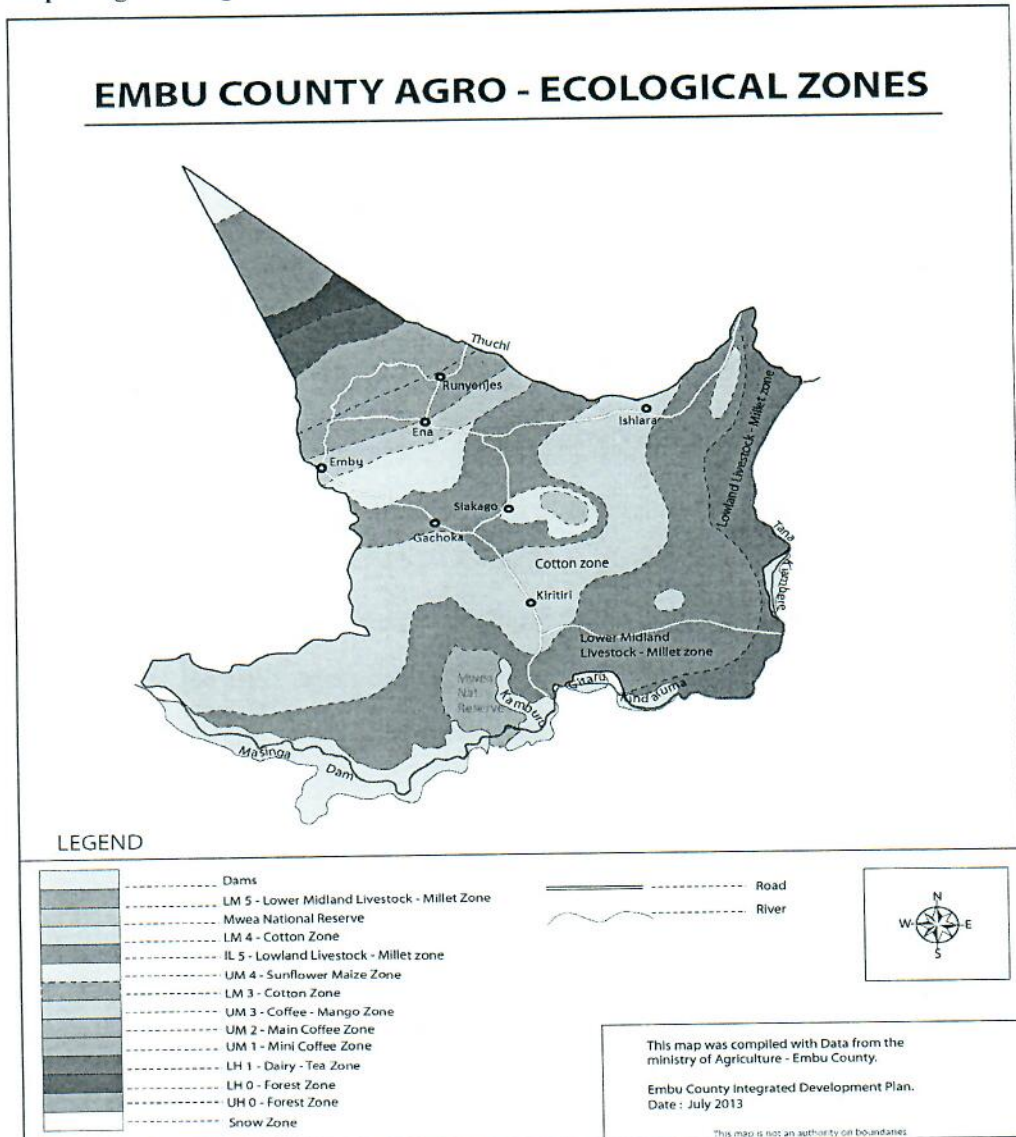 EMBU COUNTY AGRO - ECOLOGICAL ZONES
Thuchi
Runyenjes
Ishiara
Ena
Emby
Lowland Livestock - Millet zone
Siakago
Gachoka
Tana
Cotton zone
Kiritiri
Lower Midland
Livestock - Millet zone
Mwea
Nat
Reserve
Kamburu
Gitaru
Kindaruma
Masinga
Dam
LEGEND
Dams
LM 5 - Lower Midland Livestock - Millet Zone
Mwea National Reserve
LM 4 - Cotton Zone
IL 5 - Lowland Livestock - Millet zone
UM 4 - Sunflower Maize Zone
LM 3 - Cotton Zone
UM 3 - Coffee - Mango Zone
UM 2 - Main Coffee Zone
UM 1 - Mini Coffee Zone
LH 1 - Dairy - Tea Zone
LH 0 - Forest Zone
UH 0 - Forest Zone
Snow Zone
Road
River
N
W
E
S
This map was compiled with Data from the
ministry of Agriculture - Embu County.
Embu County Integrated Development Plan.
Date : July 2013
This map is not an authority on boundaries